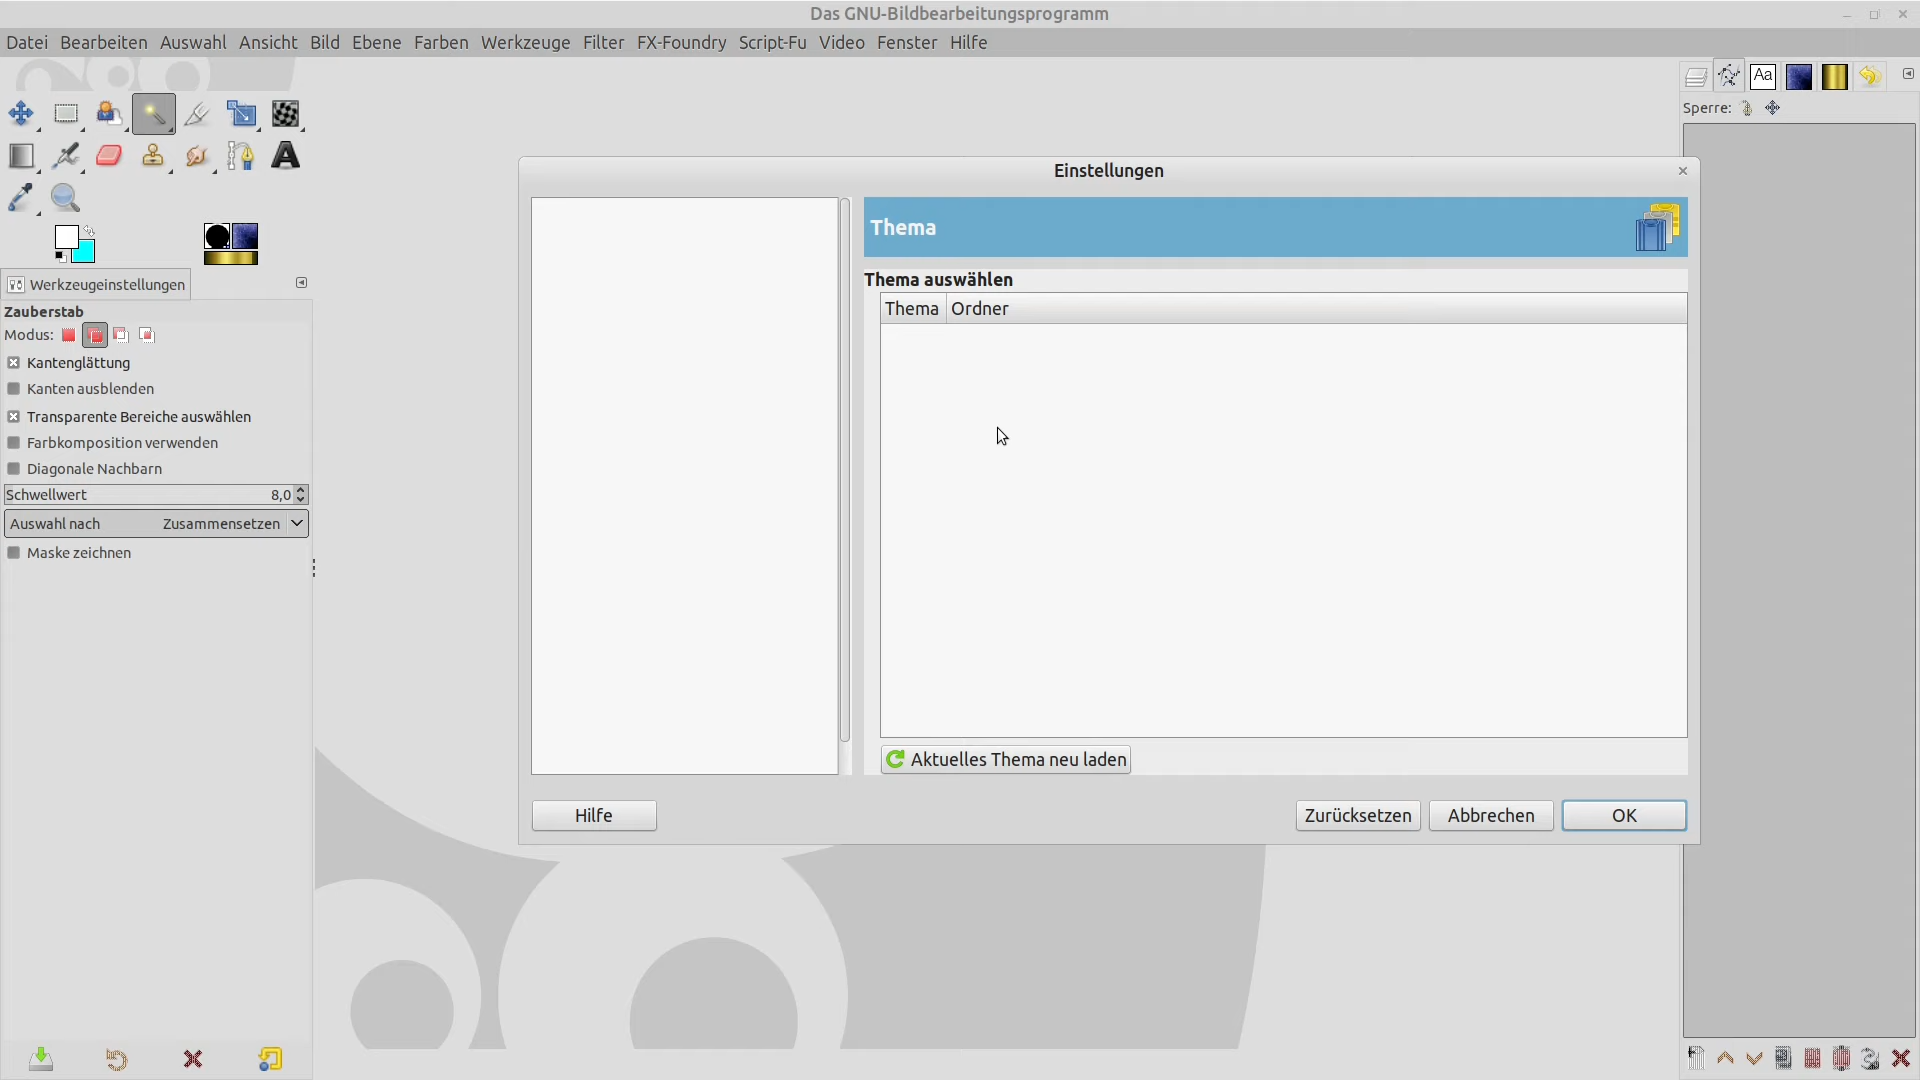 Das GNU-Bildbearbeitungsprogramm
Datei Bearbeiten Auswahl Ansicht Bild Ebene Farben Werkzeuge Filter FX-Foundry Script-Fu Video Fenster Hilfe
Aa
Sperre:
Einstellungen
Thema
Thema auswählen
Thema Ordner
Werkzeugeinstellungen
Zauberstab
Modus:
Kantenglättung
Kanten ausblenden
Transparente Bereiche auswählen
Farbkomposition verwenden
Diagonale Nachbarn
Schwellwert 8,0
Auswahl nach Zusammensetzen
Maske zeichnen
Aktuelles Thema neu laden
Hilfe Zurücksetzen Abbrechen OK